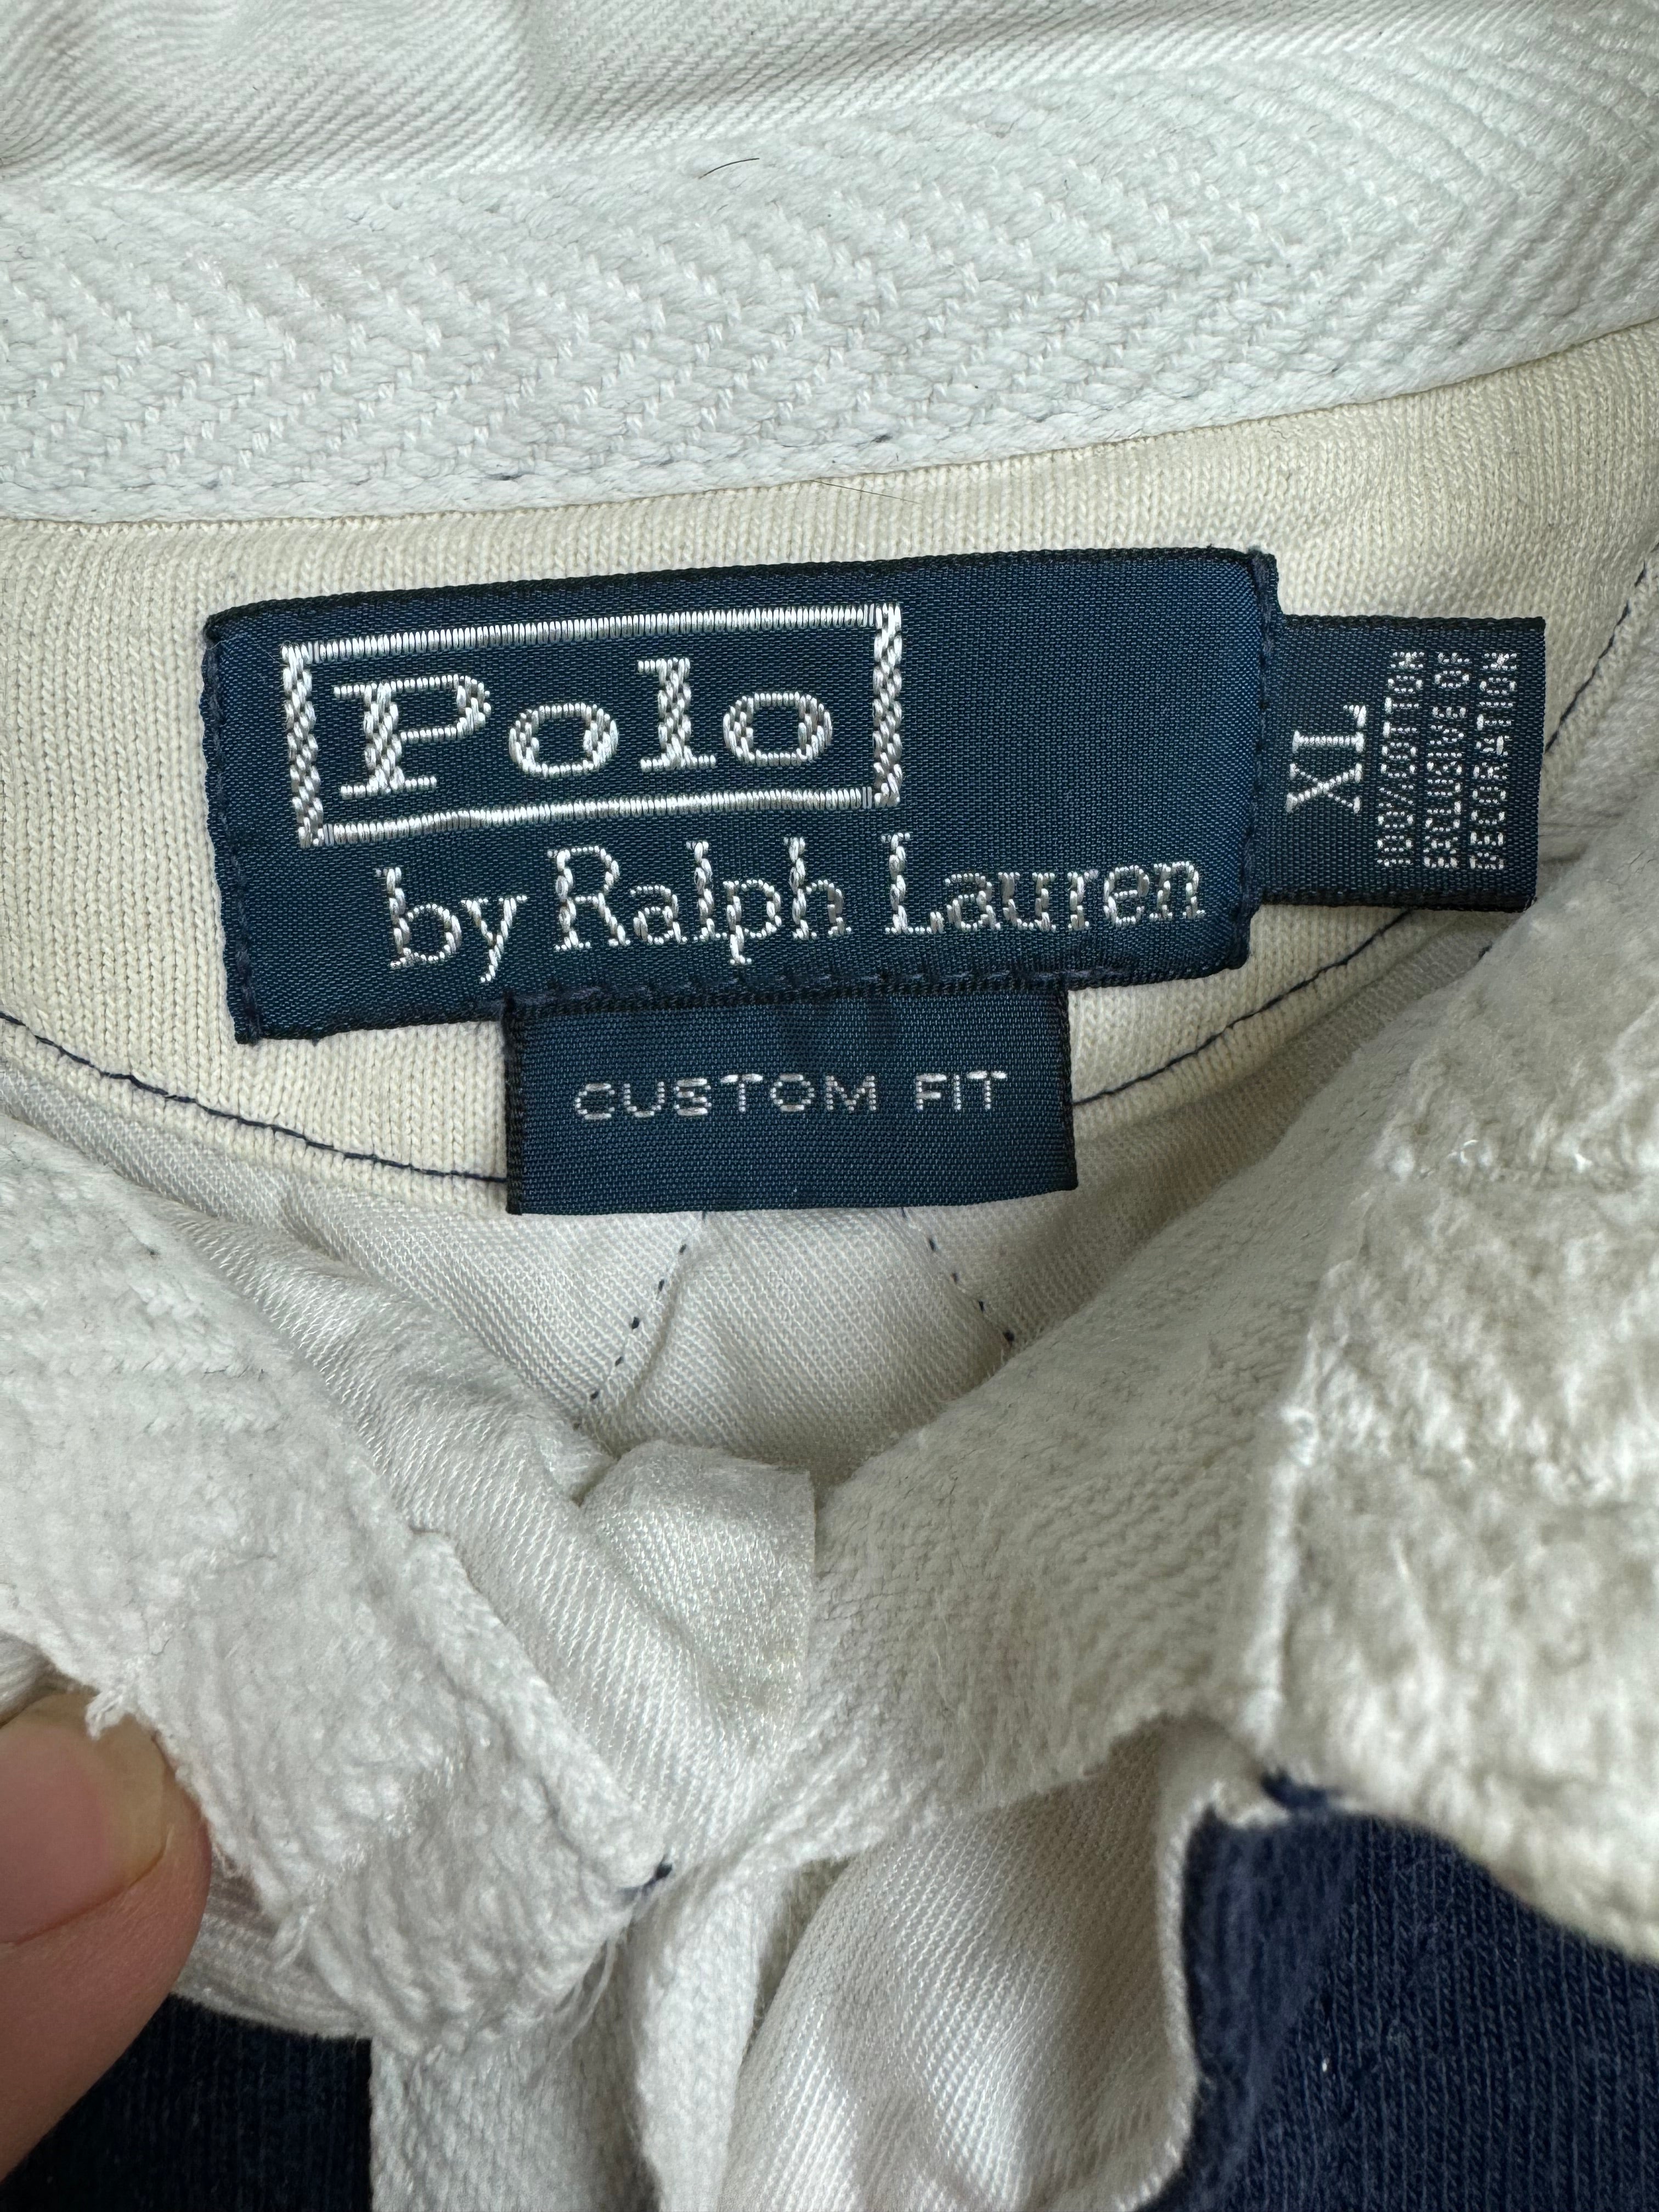 Polo
by Ralph Lauren
CUSTOM FIT
XL
100% COTTON
EXCLUSIVE OF
DECORATION